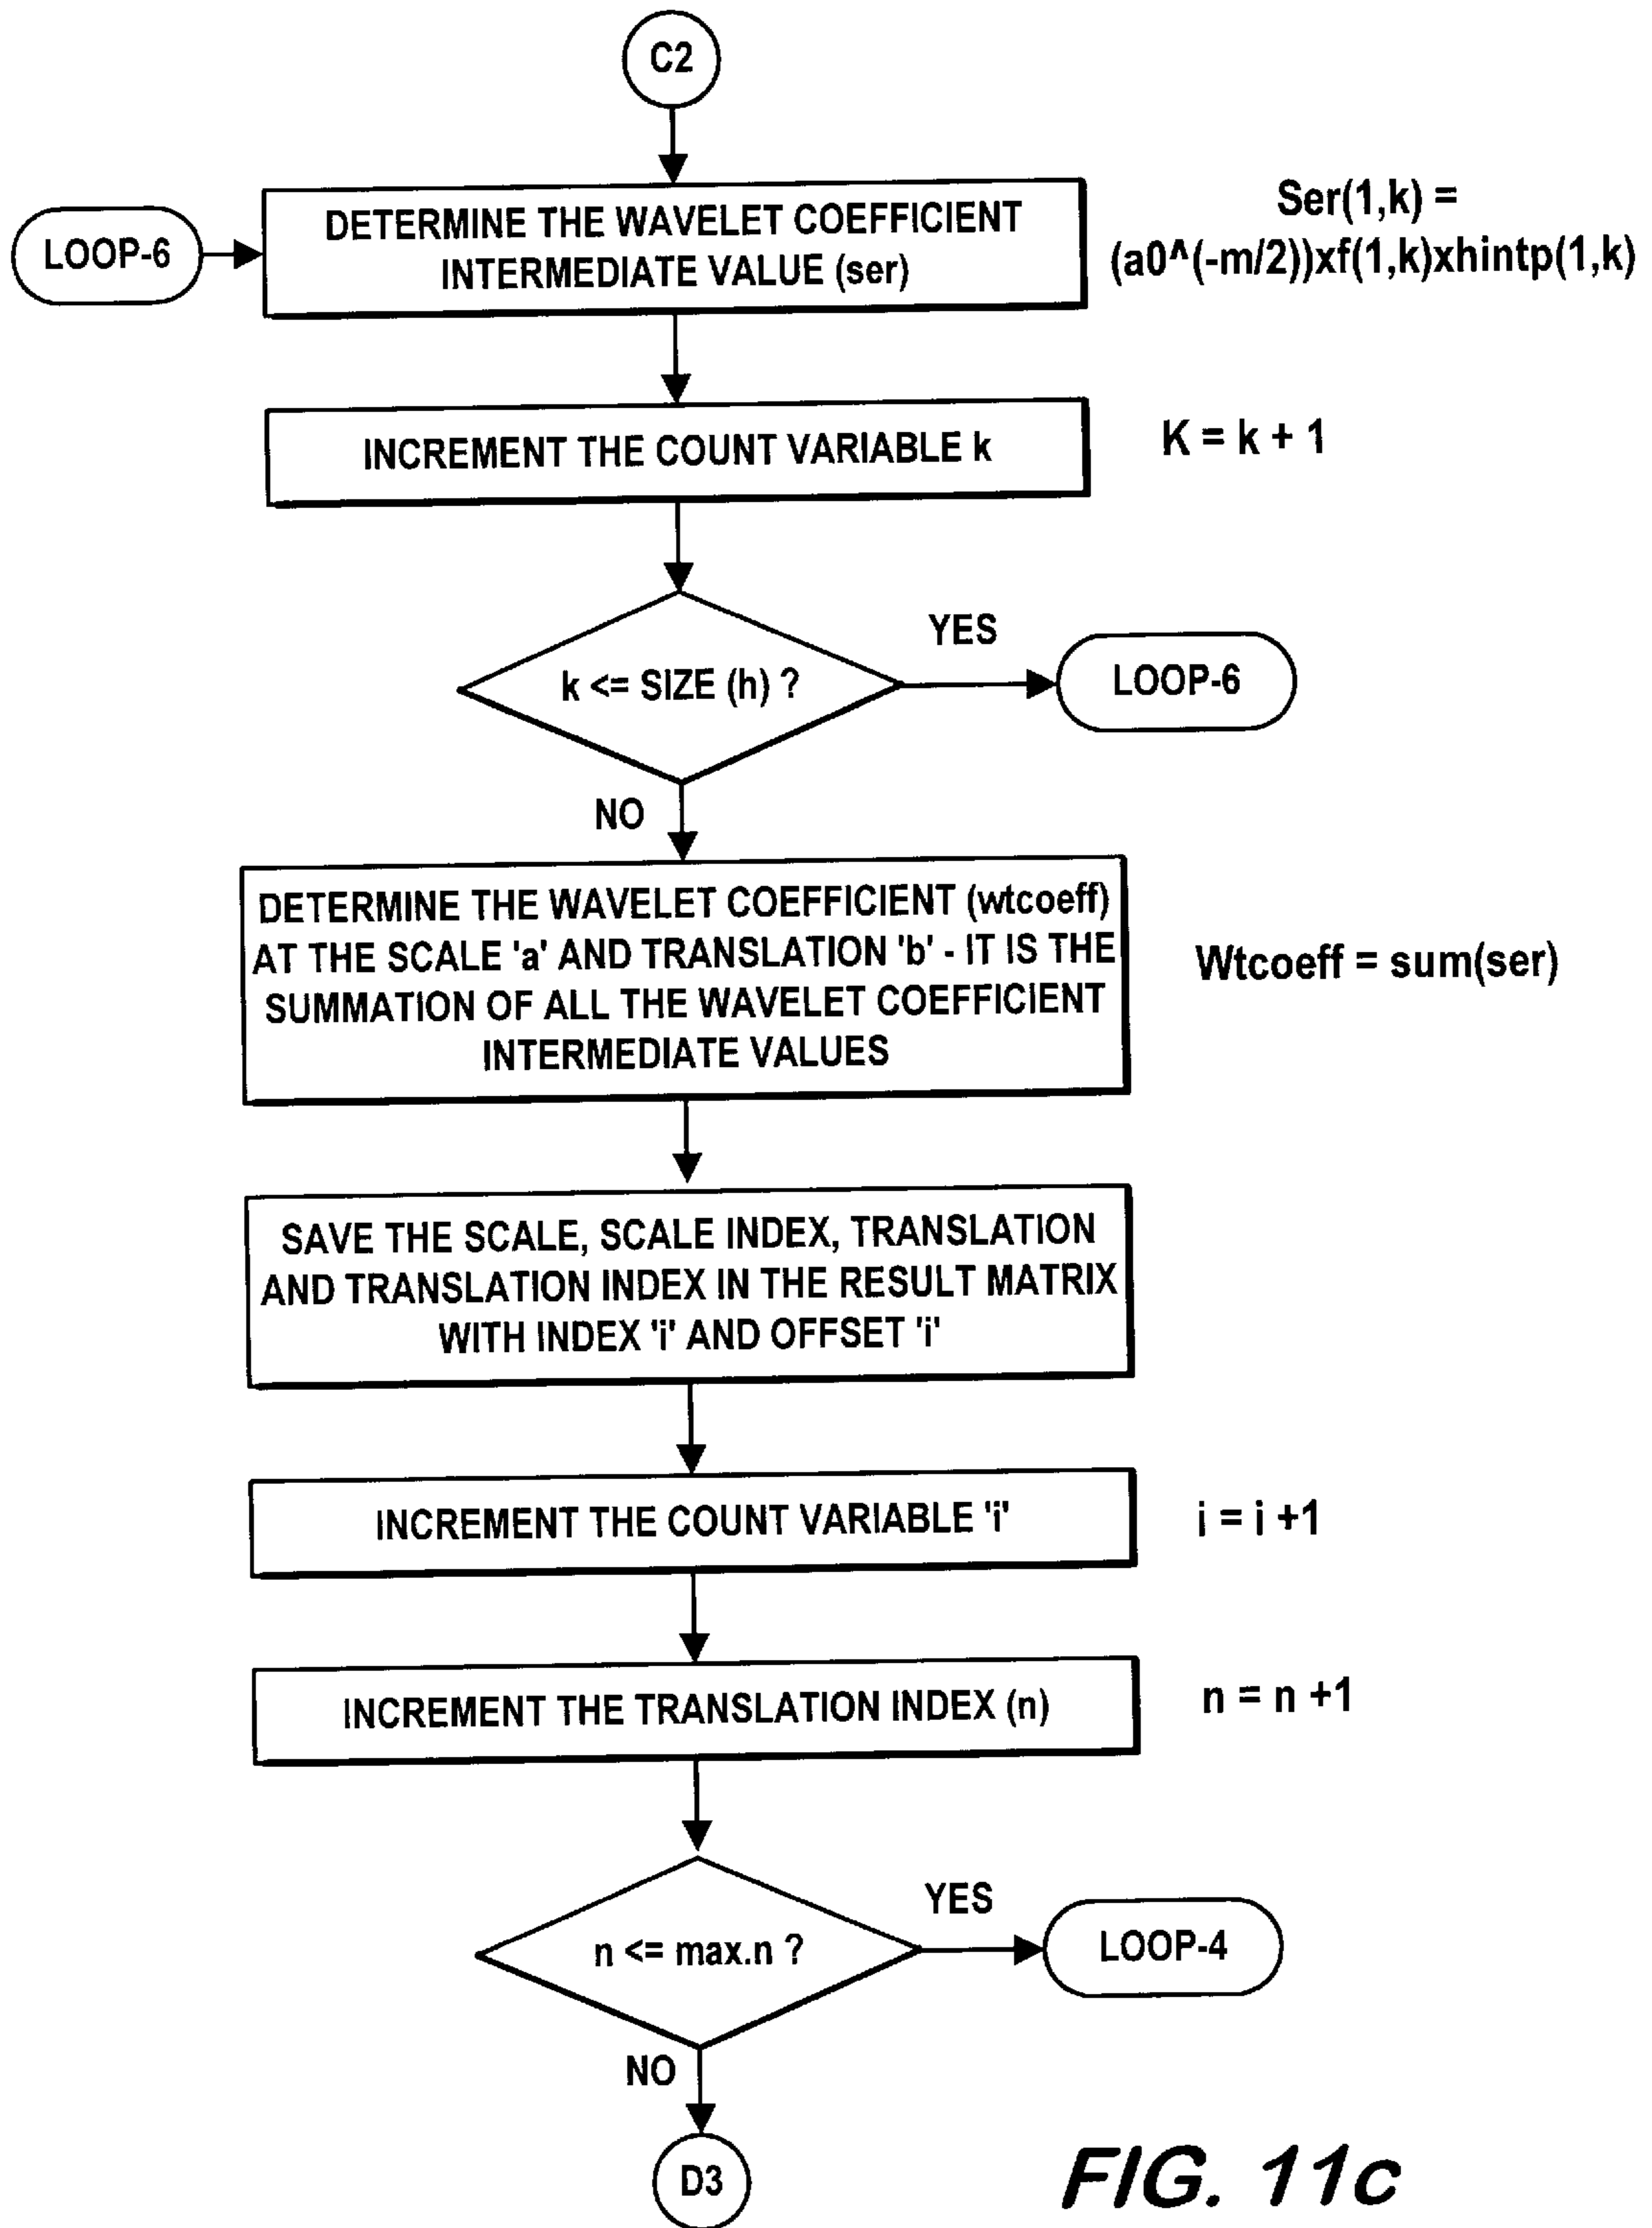 C2
LOOP-6
DETERMINE THE WAVELET COEFFICIENT
INTERMEDIATE VALUE (ser)
Ser(1,k) =
(a0^(-m/2))xf(1,k)xhintp(1,k)
INCREMENT THE COUNT VARIABLE k
K = k + 1
k <= SIZE (h) ?
YES
LOOP-6
NO
DETERMINE THE WAVELET COEFFICIENT (wtcoeff)
AT THE SCALE 'a' AND TRANSLATION 'b' - IT IS THE
SUMMATION OF ALL THE WAVELET COEFFICIENT
INTERMEDIATE VALUES
Wtcoeff = sum(ser)
SAVE THE SCALE, SCALE INDEX, TRANSLATION
AND TRANSLATION INDEX IN THE RESULT MATRIX
WITH INDEX 'i' AND OFFSET 'i'
INCREMENT THE COUNT VARIABLE 'i'
i = i +1
INCREMENT THE TRANSLATION INDEX (n)
n = n +1
n <= max.n ?
YES
LOOP-4
NO
D3
FIG. 11c